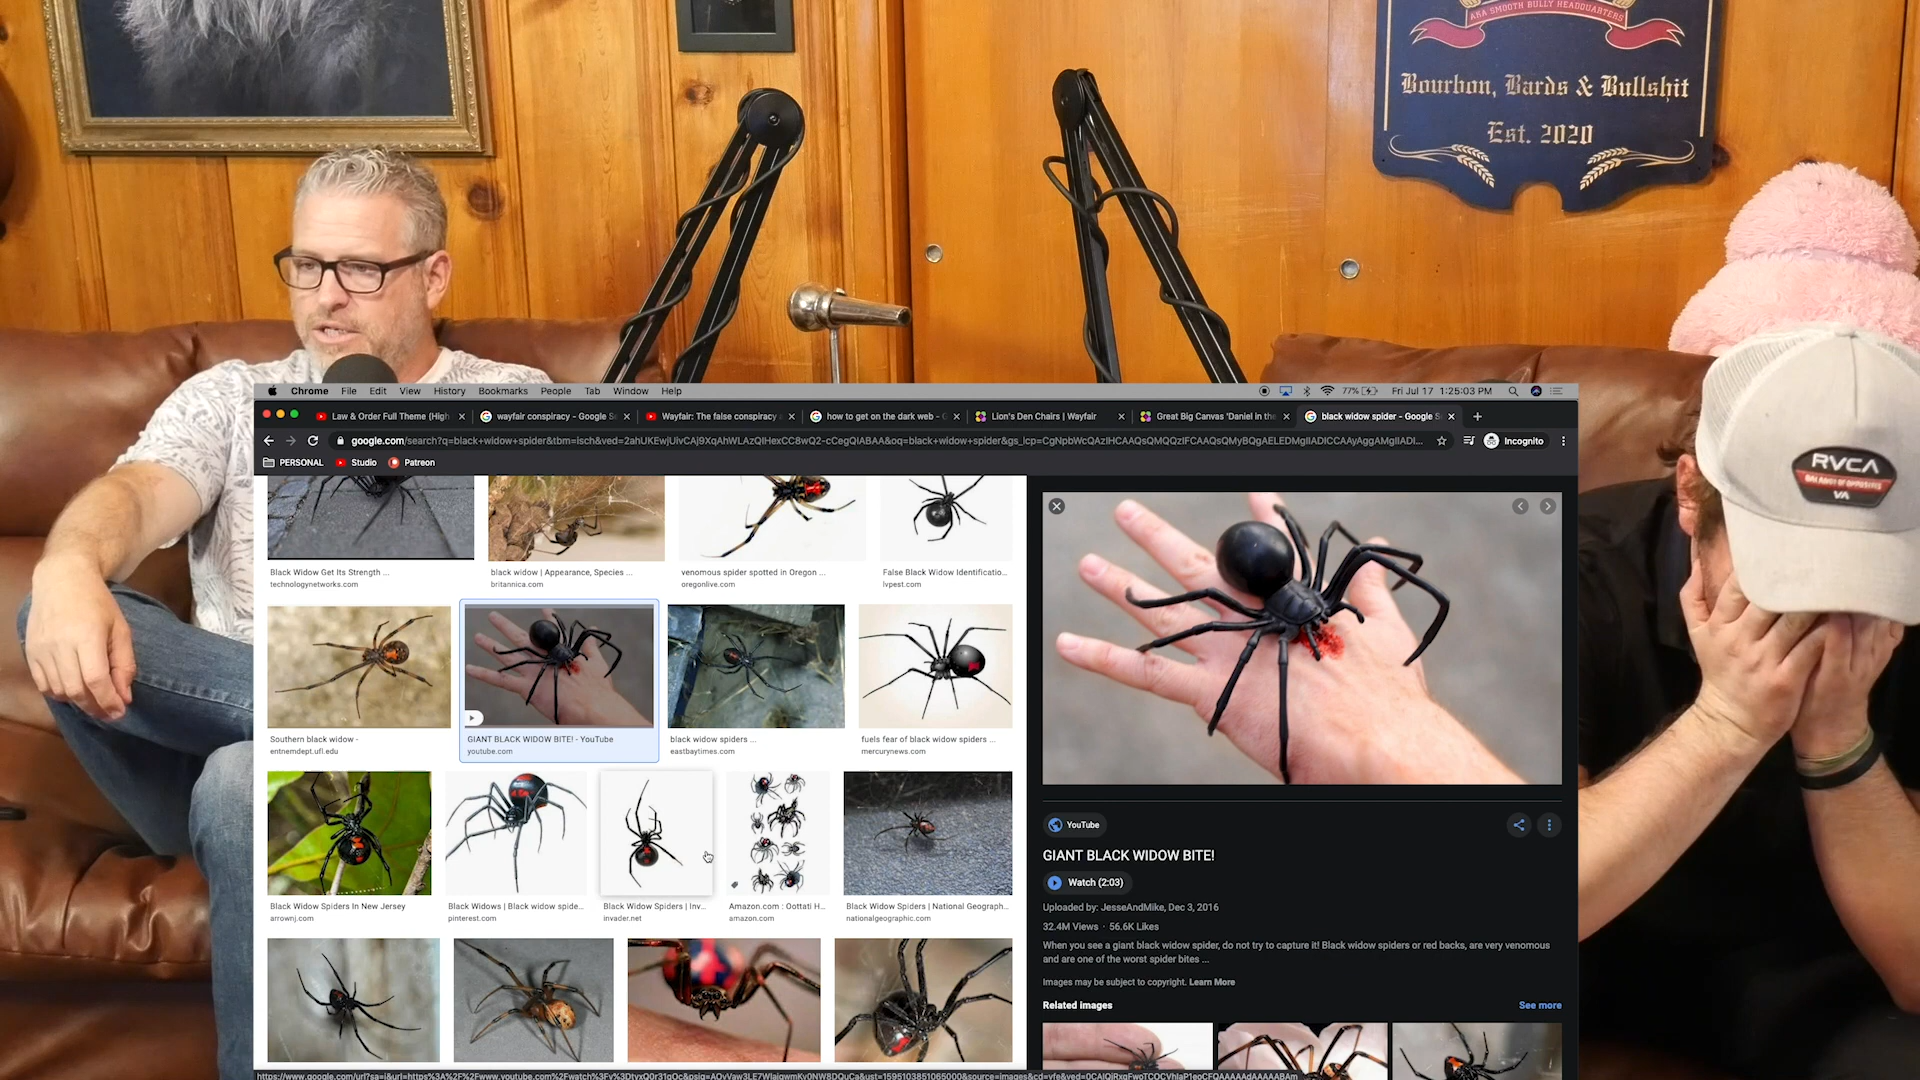 AKA SMOOTH BULLY HEADQUARTERS
Bourbon, Bards & Bullshit
Est. 2020
Chrome File Edit View History Bookmarks People Tab Window Help
77% Fri Jul 17 1:25:03 PM
Law & Order Full Theme (High
wayfair conspiracy - Google S
Wayfair: The false conspiracy
how to get on the dark web - G
Lion's Den Chairs | Wayfair
Great Big Canvas 'Daniel in the
black widow spider - Google S
Incognito
PERSONAL Studio Patreon
RVCA
VA
Black Widow Get Its Strength ...
technologynetworks.com
black widow | Appearance, Species ...
britannica.com
venomous spider spotted in Oregon ...
oregonlive.com
False Black Widow Identificatio...
lvpest.com
Southern black widow -
entnemdept.ufl.edu
GIANT BLACK WIDOW BITE! - YouTube
youtube.com
black widow spiders ...
eastbaytimes.com
fuels fear of black widow spiders ...
mercurynews.com
Black Widow Spiders In New Jersey
arrownj.com
Black Widows | Black widow spide...
pinterest.com
Black Widow Spiders | Inv...
invader.net
Amazon.com : Oottati H...
amazon.com
Black Widow Spiders | National Geograph...
nationalgeographic.com
YouTube
GIANT BLACK WIDOW BITE!
Watch (2:03)
Uploaded by: JesseAndMike, Dec 3, 2016
32.4M Views · 56.6K Likes
When you see a giant black widow spider, do not try to capture it! Black widow spiders or red backs, are very venomous
and are one of the worst spider bites ...
Images may be subject to copyright. Learn More
Related images
See more